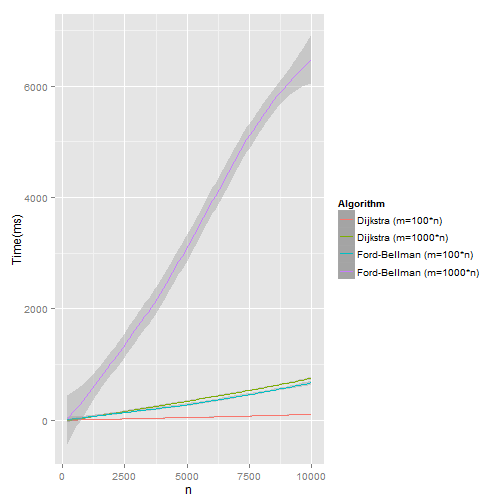 6000
4000
2000
0
Time(ms)
0
2500
5000
7500
10000
n
Algorithm
Dijkstra (m=100*n)
Dijkstra (m=1000*n)
Ford-Bellman (m=100*n)
Ford-Bellman (m=1000*n)